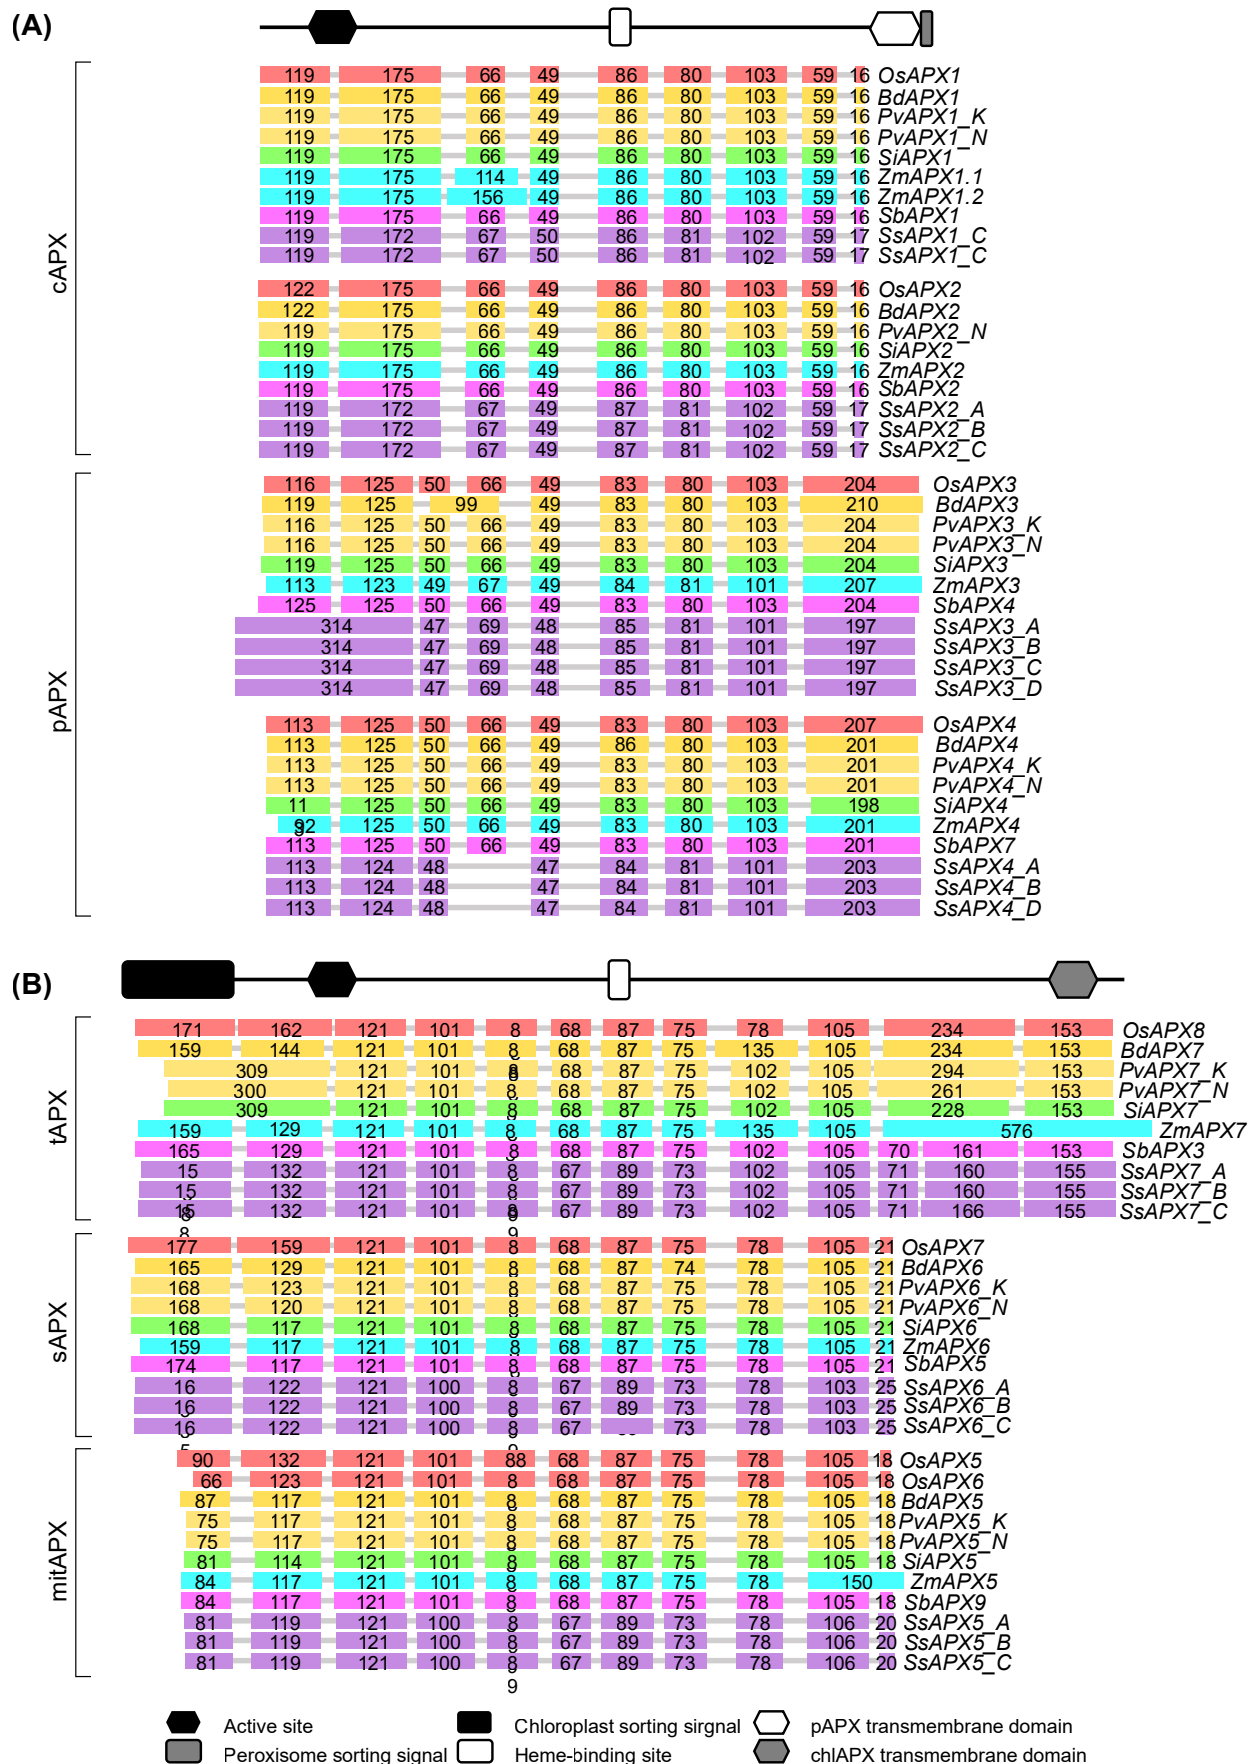 (A)
cAPX
119 175 66 49 86 80 103 59 16 OsAPX1
119 175 66 49 86 80 103 59 16 BdAPX1
119 175 66 49 86 80 103 59 16 PvAPX1_K
119 175 66 49 86 80 103 59 16 PvAPX1_N
119 175 66 49 86 80 103 59 16 SiAPX1
119 175 114 49 86 80 103 59 16 ZmAPX1.1
119 175 156 49 86 80 103 59 16 ZmAPX1.2
119 175 66 49 86 80 103 59 16 SbAPX1
119 172 67 50 86 81 102 59 17 SsAPX1_C
119 172 67 50 86 81 102 59 17 SsAPX1_C
122 175 66 49 86 80 103 59 16 OsAPX2
122 175 66 49 86 80 103 59 16 BdAPX2
119 175 66 49 86 80 103 59 16 PvAPX2_N
119 175 66 49 86 80 103 59 16 SiAPX2
119 175 66 49 86 80 103 59 16 ZmAPX2
119 175 66 49 86 80 103 59 16 SbAPX2
119 172 67 49 87 81 102 59 17 SsAPX2_A
119 172 67 49 87 81 102 59 17 SsAPX2_B
119 172 67 49 87 81 102 59 17 SsAPX2_C
pAPX
116 125 50 66 49 83 80 103 204 OsAPX3
119 125 99 49 83 80 103 210 BdAPX3
116 125 50 66 49 83 80 103 204 PvAPX3_K
116 125 50 66 49 83 80 103 204 PvAPX3_N
119 125 50 66 49 83 80 103 204 SiAPX3
113 123 49 67 49 84 81 101 207 ZmAPX3
125 125 50 66 49 83 80 103 204 SbAPX4
314 47 69 48 85 81 101 197 SsAPX3_A
314 47 69 48 85 81 101 197 SsAPX3_B
314 47 69 48 85 81 101 197 SsAPX3_C
314 47 69 48 85 81 101 197 SsAPX3_D
113 125 50 66 49 83 80 103 207 OsAPX4
113 125 50 66 49 86 80 103 201 BdAPX4
113 125 50 66 49 83 80 103 201 PvAPX4_K
113 125 50 66 49 83 80 103 201 PvAPX4_N
11 125 50 66 49 83 80 103 198 SiAPX4
92 125 50 66 49 83 80 103 201 ZmAPX4
113 125 50 66 49 83 80 103 201 SbAPX7
113 124 48 47 84 81 101 203 SsAPX4_A
113 124 48 47 84 81 101 203 SsAPX4_B
113 124 48 47 84 81 101 203 SsAPX4_D
(B)
tAPX
171 162 121 101 8 68 87 75 78 105 234 153 OsAPX8
159 144 121 101 8 68 87 75 135 105 234 153 BdAPX7
309 121 101 8 68 87 75 102 105 294 153 PvAPX7_K
300 121 101 8 68 87 75 102 105 261 153 PvAPX7_N
309 121 101 8 68 87 75 102 105 228 153 SiAPX7
159 129 121 101 8 68 87 75 135 105 576 ZmAPX7
165 129 121 101 8 68 87 75 102 105 70 161 153 SbAPX3
15 132 121 101 8 67 89 73 102 105 71 160 155 SsAPX7_A
15 132 121 101 8 67 89 73 102 105 71 160 155 SsAPX7_B
15 132 121 101 8 67 89 73 102 105 71 166 155 SsAPX7_C
8 9
sAPX
177 159 121 101 8 68 87 75 78 105 21 OsAPX7
165 129 121 101 8 68 87 74 78 105 21 BdAPX6
168 123 121 101 8 68 87 75 78 105 21 PvAPX6_K
168 120 121 101 8 68 87 75 78 105 21 PvAPX6_N
168 117 121 101 8 68 87 75 78 105 21 SiAPX6
159 117 121 101 8 68 87 75 78 105 21 ZmAPX6
174 117 121 101 8 68 87 75 78 105 21 SbAPX5
16 122 121 100 8 67 89 73 78 103 25 SsAPX6_A
16 122 121 100 8 67 89 73 78 103 25 SsAPX6_B
16 122 121 100 8 67 73 78 103 25 SsAPX6_C
mitAPX
90 132 121 101 88 68 87 75 78 105 18 OsAPX5
66 123 121 101 8 68 87 75 78 105 18 OsAPX6
87 117 121 101 8 68 87 75 78 105 18 BdAPX5
75 117 121 101 8 68 87 75 78 105 18 PvAPX5_K
75 117 121 101 8 68 87 75 78 105 18 PvAPX5_N
81 114 121 101 8 68 87 75 78 105 18 SiAPX5
84 117 121 101 8 68 87 75 78 150 ZmAPX5
84 117 121 101 8 68 87 75 78 105 18 SbAPX9
81 119 121 100 8 67 89 73 78 106 20 SsAPX5_A
81 119 121 100 8 67 89 73 78 106 20 SsAPX5_B
81 119 121 100 8 67 89 73 78 106 20 SsAPX5_C
9
Active site
Chloroplast sorting sirgnal
pAPX transmembrane domain
Peroxisome sorting signal
Heme-binding site
chlAPX transmembrane domain